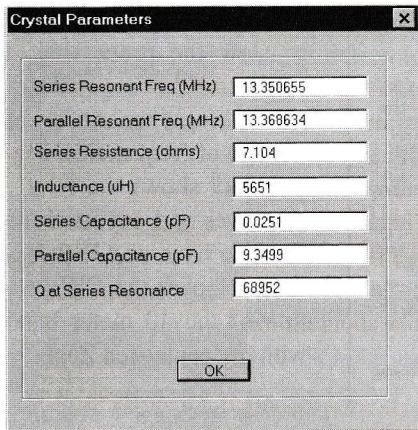 Crystal Parameters
Series Resonant Freq (MHz) 13.350655
Parallel Resonant Freq (MHz) 13.368634
Series Resistance (ohms) 7.104
Inductance (uH) 5651
Series Capacitance (pF) 0.0251
Parallel Capacitance (pF) 9.3499
Q at Series Resonance 68952
OK